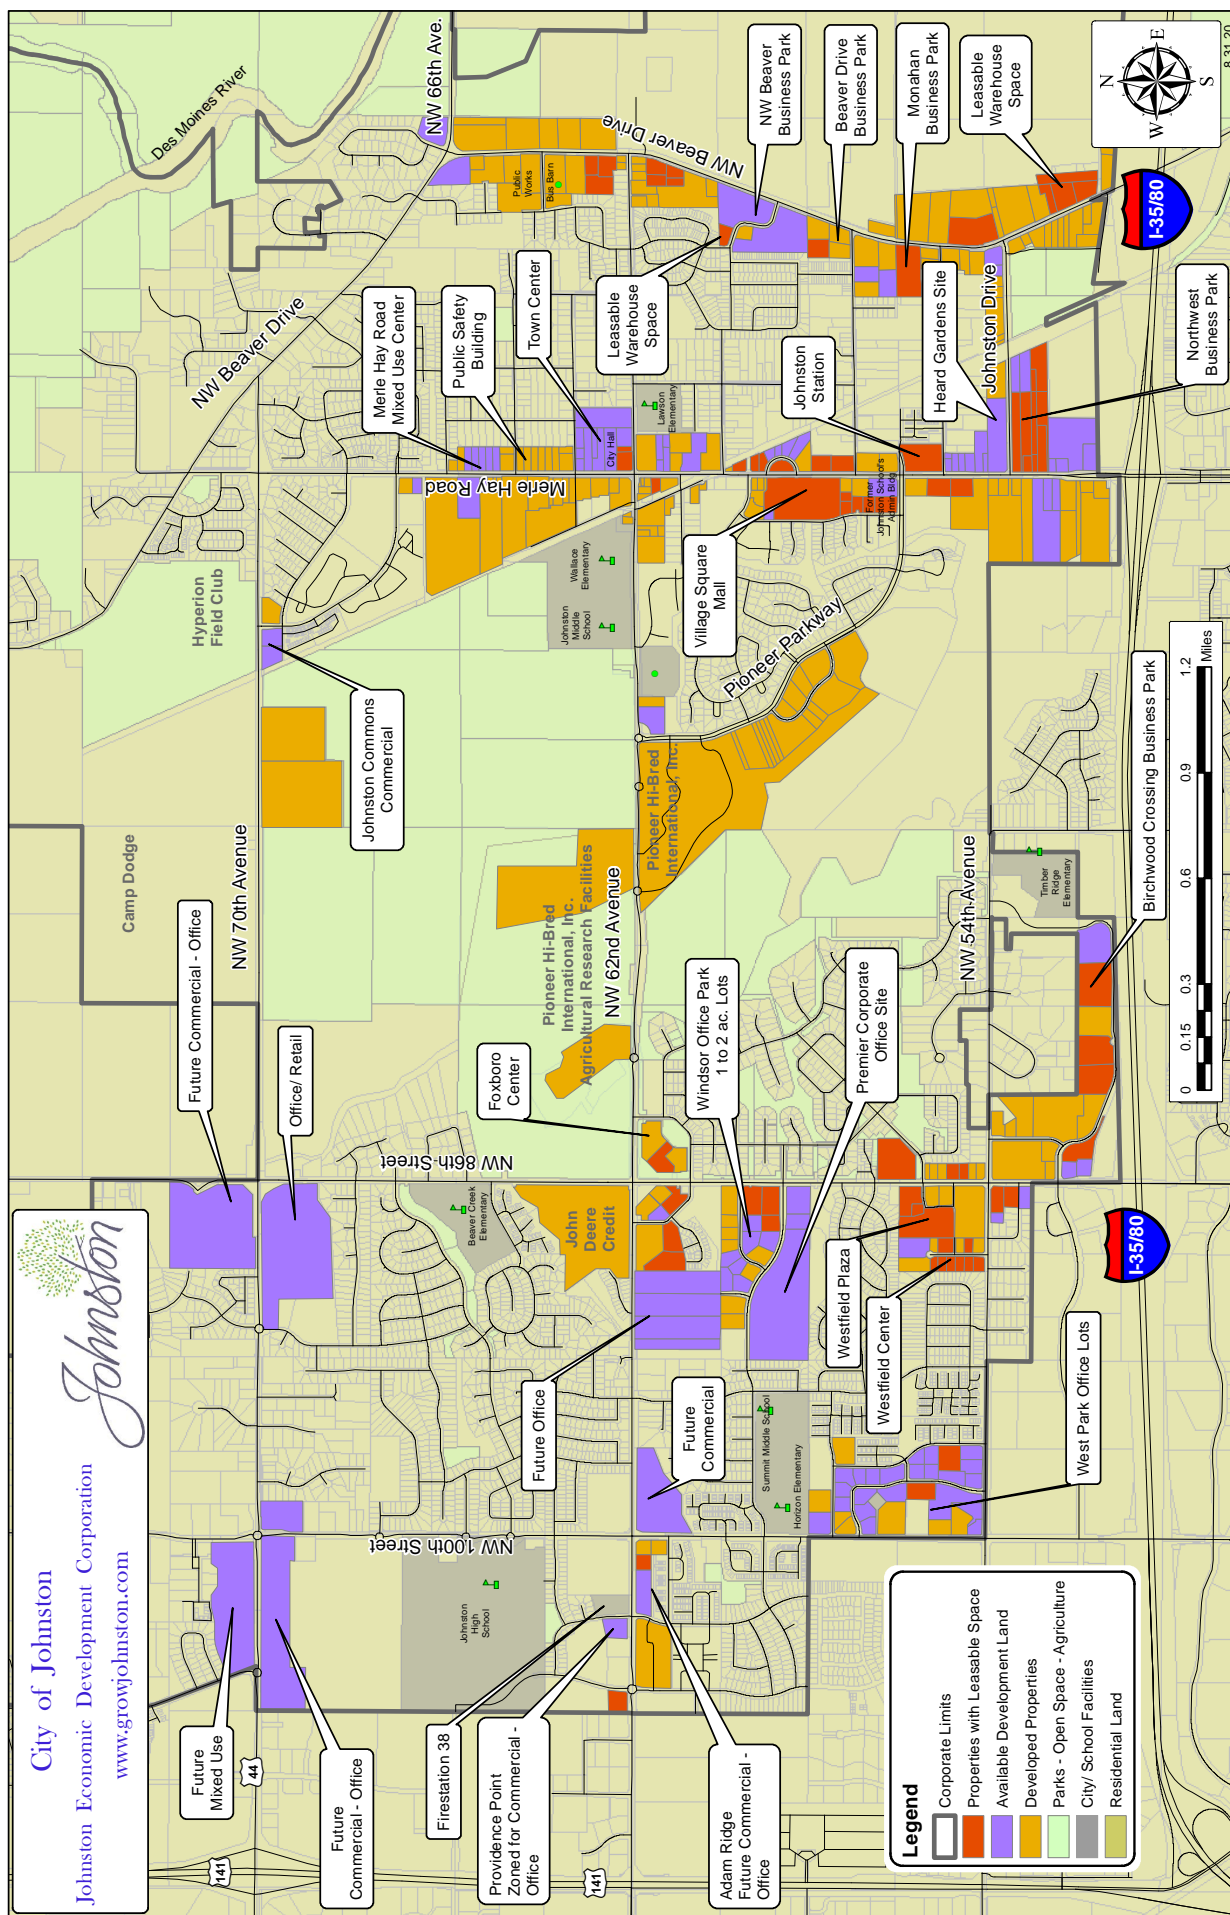 City of Johnston
Johnston Economic Development Corporation
www.growjohnston.com
Johnston
Future
Mixed Use
44
141
Future
Commercial - Office
Firestation 38
Providence Point
Zoned for Commercial -
Office
141
Adam Ridge
Future Commercial -
Office
Legend
Corporate Limits
Properties with Leasable Space
Available Development Land
Developed Properties
Parks - Open Space - Agriculture
City/ School Facilities
Residential Land
NW 100th Street
Johnston
High
School
Future Office
Future
Commercial
Summit Middle School
Horizon Elementary
West Park Office Lots
Westfield Plaza
Westfield Center
I-35/80
Future Commercial - Office
Office/ Retail
NW 86th Street
Beaver Creek
Elementary
John
Deere
Credit
Foxboro
Center
Windsor Office Park
1 to 2 ac. Lots
Premier Corporate
Office Site
Camp Dodge
NW 70th Avenue
Pioneer Hi-Bred
International, Inc.
Agricultural Research Facilities
NW 62nd Avenue
Pioneer Hi-Bred
International, Inc.
NW 54th Avenue
Timber
Ridge
Elementary
Birchwood Crossing Business Park
0
0.15
0.3
0.6
0.9
1.2
Miles
Johnston Commons
Commercial
Hyperion
Field Club
Johnston
Middle
School
Wallace
Elementary
Village Square
Mall
Pioneer Parkway
Former
Johnston School's
Admin Bldg
Merle Hay Road
NW Beaver Drive
Merle Hay Road
Mixed Use Center
Public Safety
Building
Town Center
City Hall
Lawson
Elementary
Leasable
Warehouse
Space
Johnston
Station
Heard Gardens Site
Johnston Drive
Northwest
Business Park
Des Moines River
NW 66th Ave.
Public
Works
Bus Barn
NW Beaver Drive
NW Beaver
Business Park
Beaver Drive
Business Park
Monahan
Business Park
Leasable
Warehouse
Space
I-35/80
N
W
E
S
8.31.20